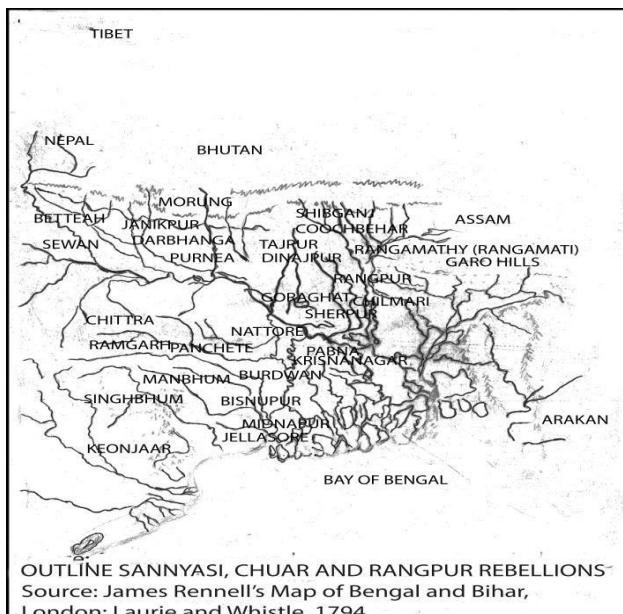 TIBET
NEPAL
BHUTAN
MORUNG
SHIBGANJ
BETTEAH
JANIKPUR
COOCHBEHAR
ASSAM
SEWAN
DARBHANGA
TAJPUR
RANGAMATHY (RANGAMATI)
PURNEA
DINAJPUR
GARO HILLS
RANGPUR
GORAGHAT
CHILMARI
SHERPUR
CHITTRA
NATTORE
RAMGARH
PANCHETE
PABNA
KRISNANAGAR
MANBHUM
BURDWAN
SINGHBHUM
BISNUPUR
MIDNAPUR
ARAKAN
JELLASORE
KEONJAAR
BAY OF BENGAL
OUTLINE SANNYASI, CHUAR AND RANGPUR REBELLIONS
Source: James Rennell's Map of Bengal and Bihar,
London: Laurie and Whistle, 1794